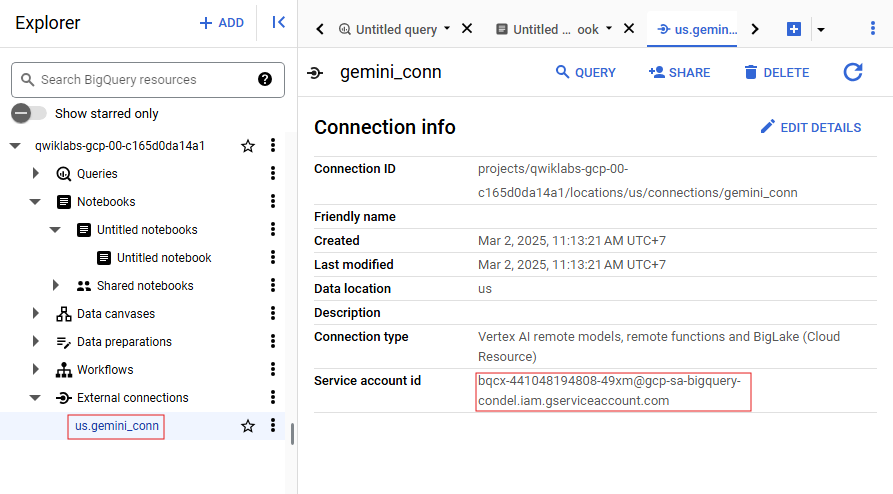 Explorer
+ ADD
Search BigQuery resources
Show starred only
qwiklabs-gcp-00-c165d0da14a1
Queries
Notebooks
Untitled notebooks
Untitled notebook
Shared notebooks
Data canvases
Data preparations
Workflows
External connections
us.gemini_conn
Untitled query
Untitled ... ook
us.gemin...
gemini_conn
QUERY
SHARE
DELETE
Connection info
EDIT DETAILS
Connection ID
projects/qwiklabs-gcp-00-
c165d0da14a1/locations/us/connections/gemini_conn
Friendly name
Created
Mar 2, 2025, 11:13:21 AM UTC+7
Last modified
Mar 2, 2025, 11:13:21 AM UTC+7
Data location
us
Description
Connection type
Vertex AI remote models, remote functions and BigLake (Cloud
Resource)
Service account id
bqcx-441048194808-49xm@gcp-sa-bigquery-
condel.iam.gserviceaccount.com